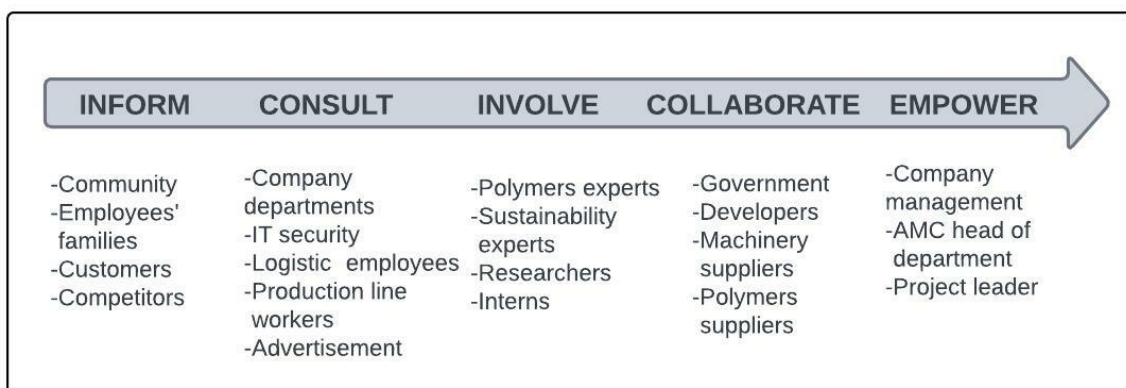 INFORM CONSULT INVOLVE COLLABORATE EMPOWER
-Community
-Employees'
families
-Customers
-Competitors
-Company
departments
-IT security
-Logistic employees
-Production line
workers
-Advertisement
-Polymers experts
-Sustainability
experts
-Researchers
-Interns
-Government
-Developers
-Machinery
suppliers
-Polymers
suppliers
-Company
management
-AMC head of
department
-Project leader